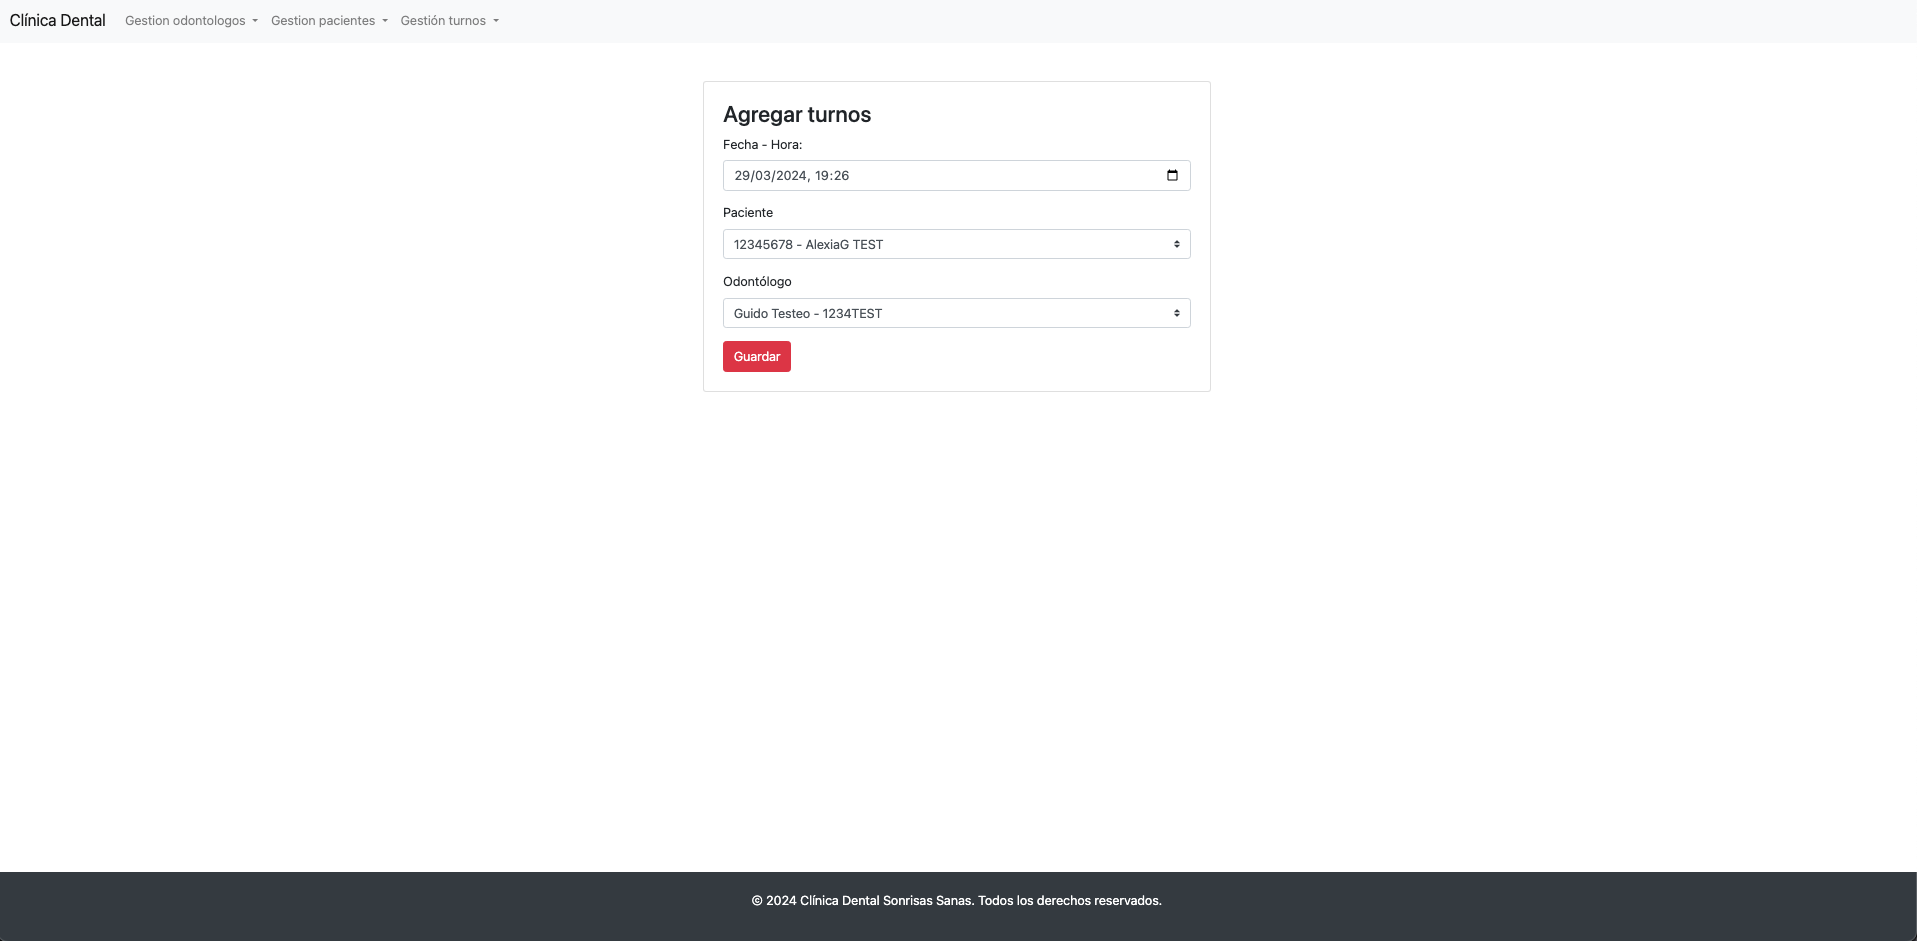 Clínica Dental Gestion odontologos Gestion pacientes Gestión turnos
Agregar turnos
Fecha - Hora:
29/03/2024, 19:26
Paciente
12345678 - AlexiaG TEST
Odontólogo
Guido Testeo - 1234TEST
Guardar
© 2024 Clínica Dental Sonrisas Sanas. Todos los derechos reservados.